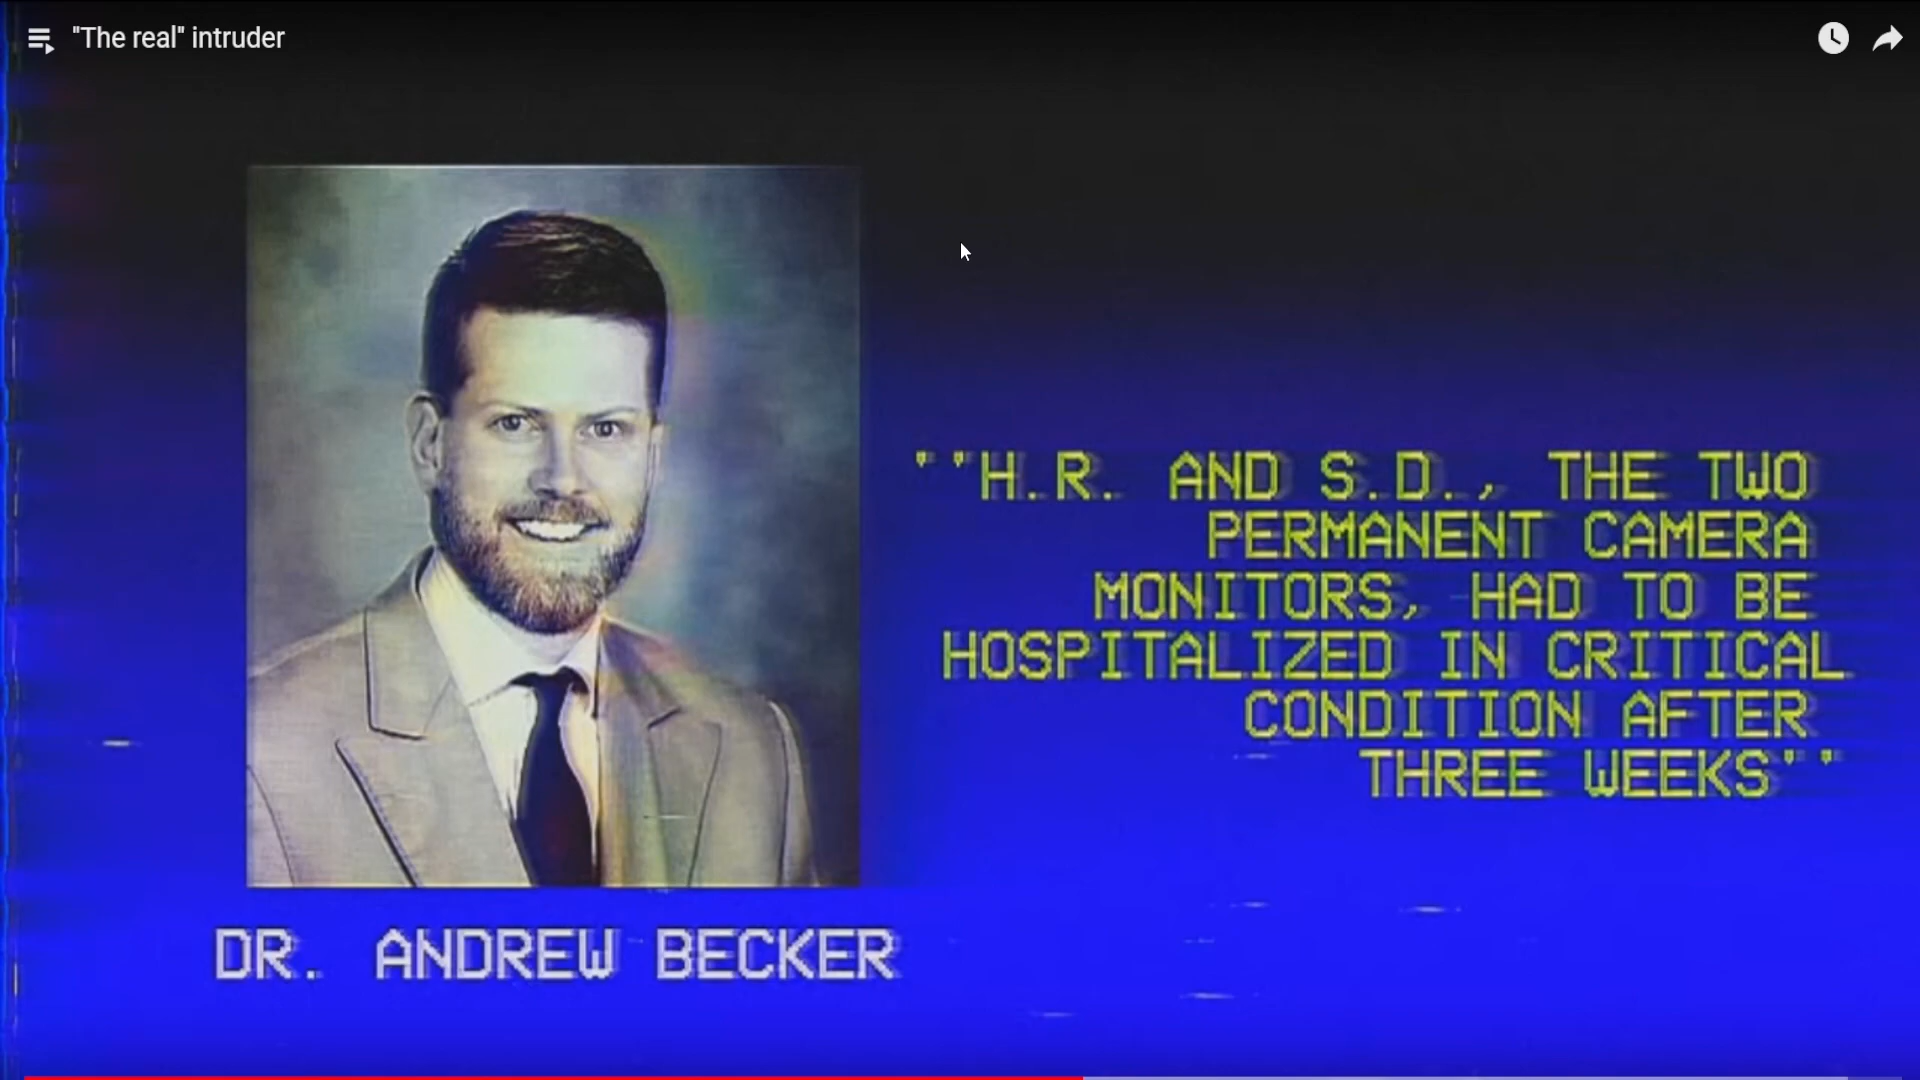 "The real" intruder
''H.R. AND S.D., THE TWO
PERMANENT CAMERA
MONITORS, HAD TO BE
HOSPITALIZED IN CRITICAL
CONDITION AFTER
THREE WEEKS''
DR. ANDREW BECKER